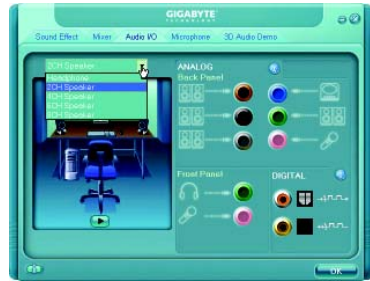 GIGABYTE
TECHNOLOGY
Sound Effect Mixer Audio I/O Microphone 3D Audio Demo
2CH Speaker
Headphone
2CH Speaker
4CH Speaker
6CH Speaker
8CH Speaker
ANALOG
Back Panel
Front Panel
DIGITAL
OK